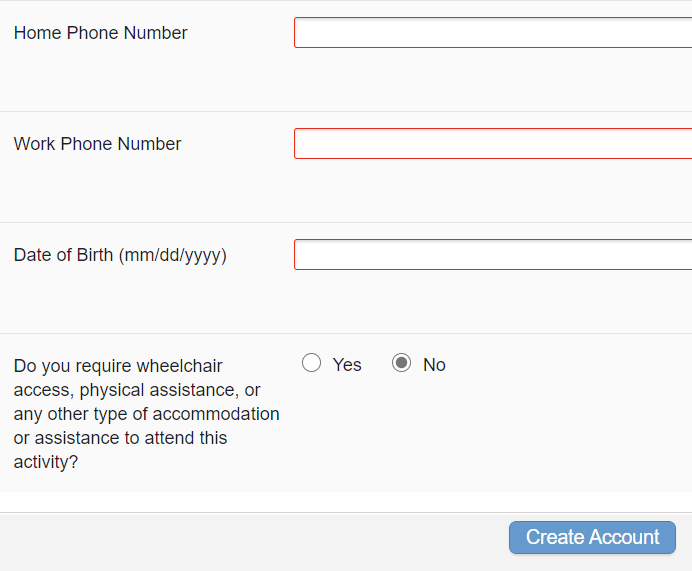 Home Phone Number
Work Phone Number
Date of Birth (mm/dd/yyyy)
Do you require wheelchair
access, physical assistance, or
any other type of accommodation
or assistance to attend this
activity?
Yes No
Create Account